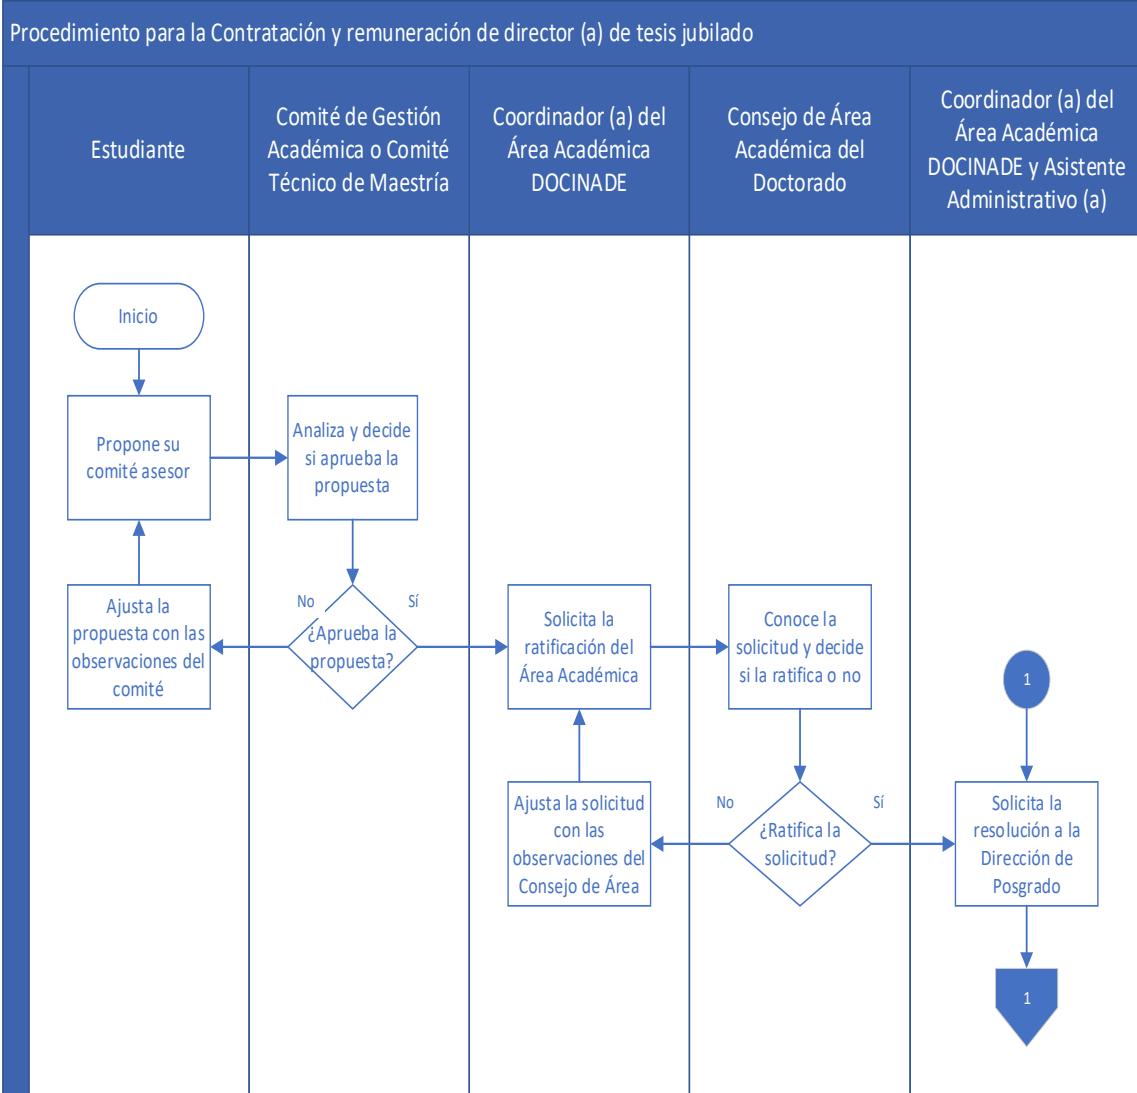 Procedimiento para la Contratación y remuneración de director (a) de tesis jubilado
Estudiante
Comité de Gestión
Académica o Comité
Técnico de Maestría
Coordinador (a) del
Área Académica
DOCINADE
Consejo de Área
Académica del
Doctorado
Coordinador (a) del
Área Académica
DOCINADE y Asistente
Administrativo (a)
Inicio
Propone su
comité asesor
Analiza y decide
si aprueba la
propuesta
Ajusta la
propuesta con las
observaciones del
comité
No
Sí
¿Aprueba la
propuesta?
Solicita la
ratificación del
Área Académica
Conoce la
solicitud y decide
si la ratifica o no
1
Ajusta la solicitud
con las
observaciones del
Consejo de Área
No
Sí
¿Ratifica la
solicitud?
Solicita la
resolución a la
Dirección de
Posgrado
1